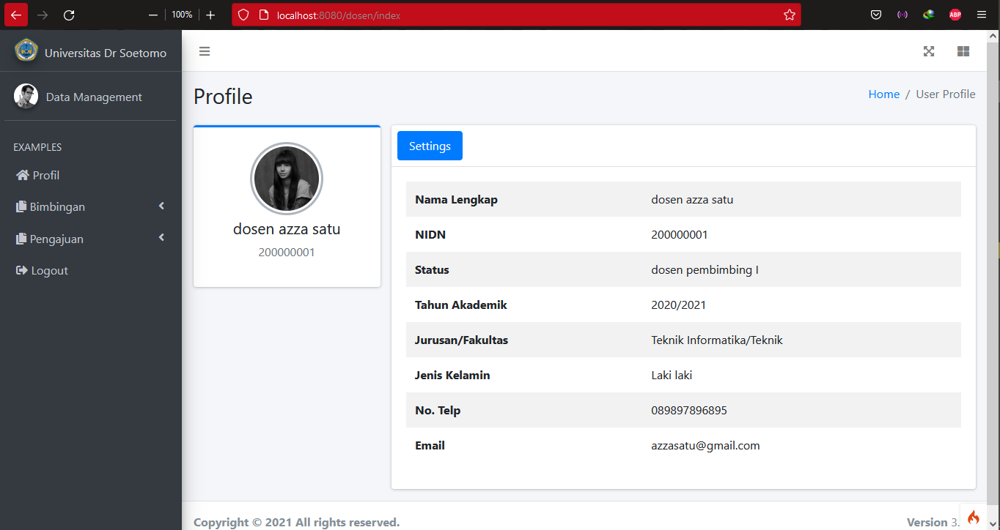 100%
localhost:8080/dosen/index
ABP
Universitas Dr Soetomo
Data Management
EXAMPLES
Profil
Bimbingan
Pengajuan
Logout
Profile
Home / User Profile
dosen azza satu
200000001
Settings
Nama Lengkap dosen azza satu
NIDN 200000001
Status dosen pembimbing I
Tahun Akademik 2020/2021
Jurusan/Fakultas Teknik Informatika/Teknik
Jenis Kelamin Laki laki
No. Telp 089897896895
Email azzasatu@gmail.com
Copyright © 2021 All rights reserved.
Version 3.